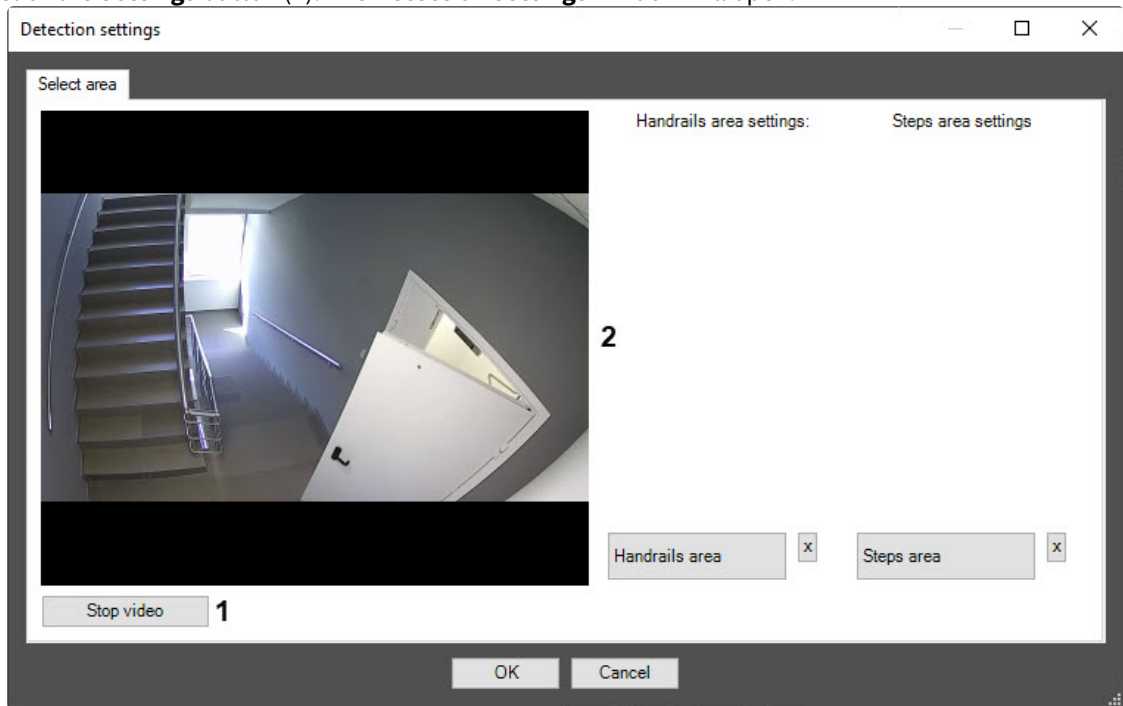 Detection settings
Select area
Handrails area settings:
Steps area settings
2
Handrails area
x
Steps area
x
Stop video
1
OK
Cancel